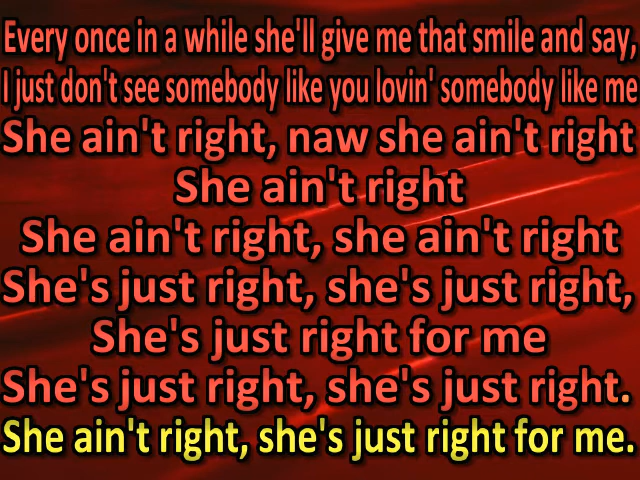 Every once in a while she'll give me that smile and say,
I just don't see somebody like you lovin' somebody like me
She ain't right, naw she ain't right
She ain't right
She ain't right, she ain't right
She's just right, she's just right,
She's just right for me
She's just right, she's just right.
She ain't right, she's just right for me.